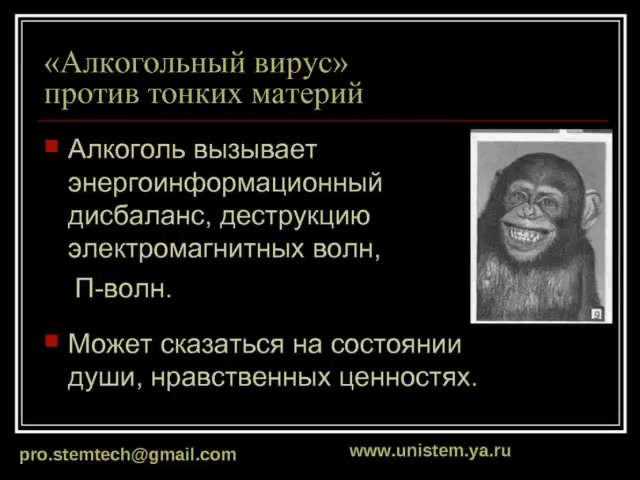 «Алкогольный вирус»
против тонких материй
Алкоголь вызывает
энергоинформационный
дисбаланс, деструкцию
электромагнитных волн,
П-волн.
Может сказаться на состоянии
души, нравственных ценностях.
g
pro.stemtech@gmail.com
www.unistem.ya.ru